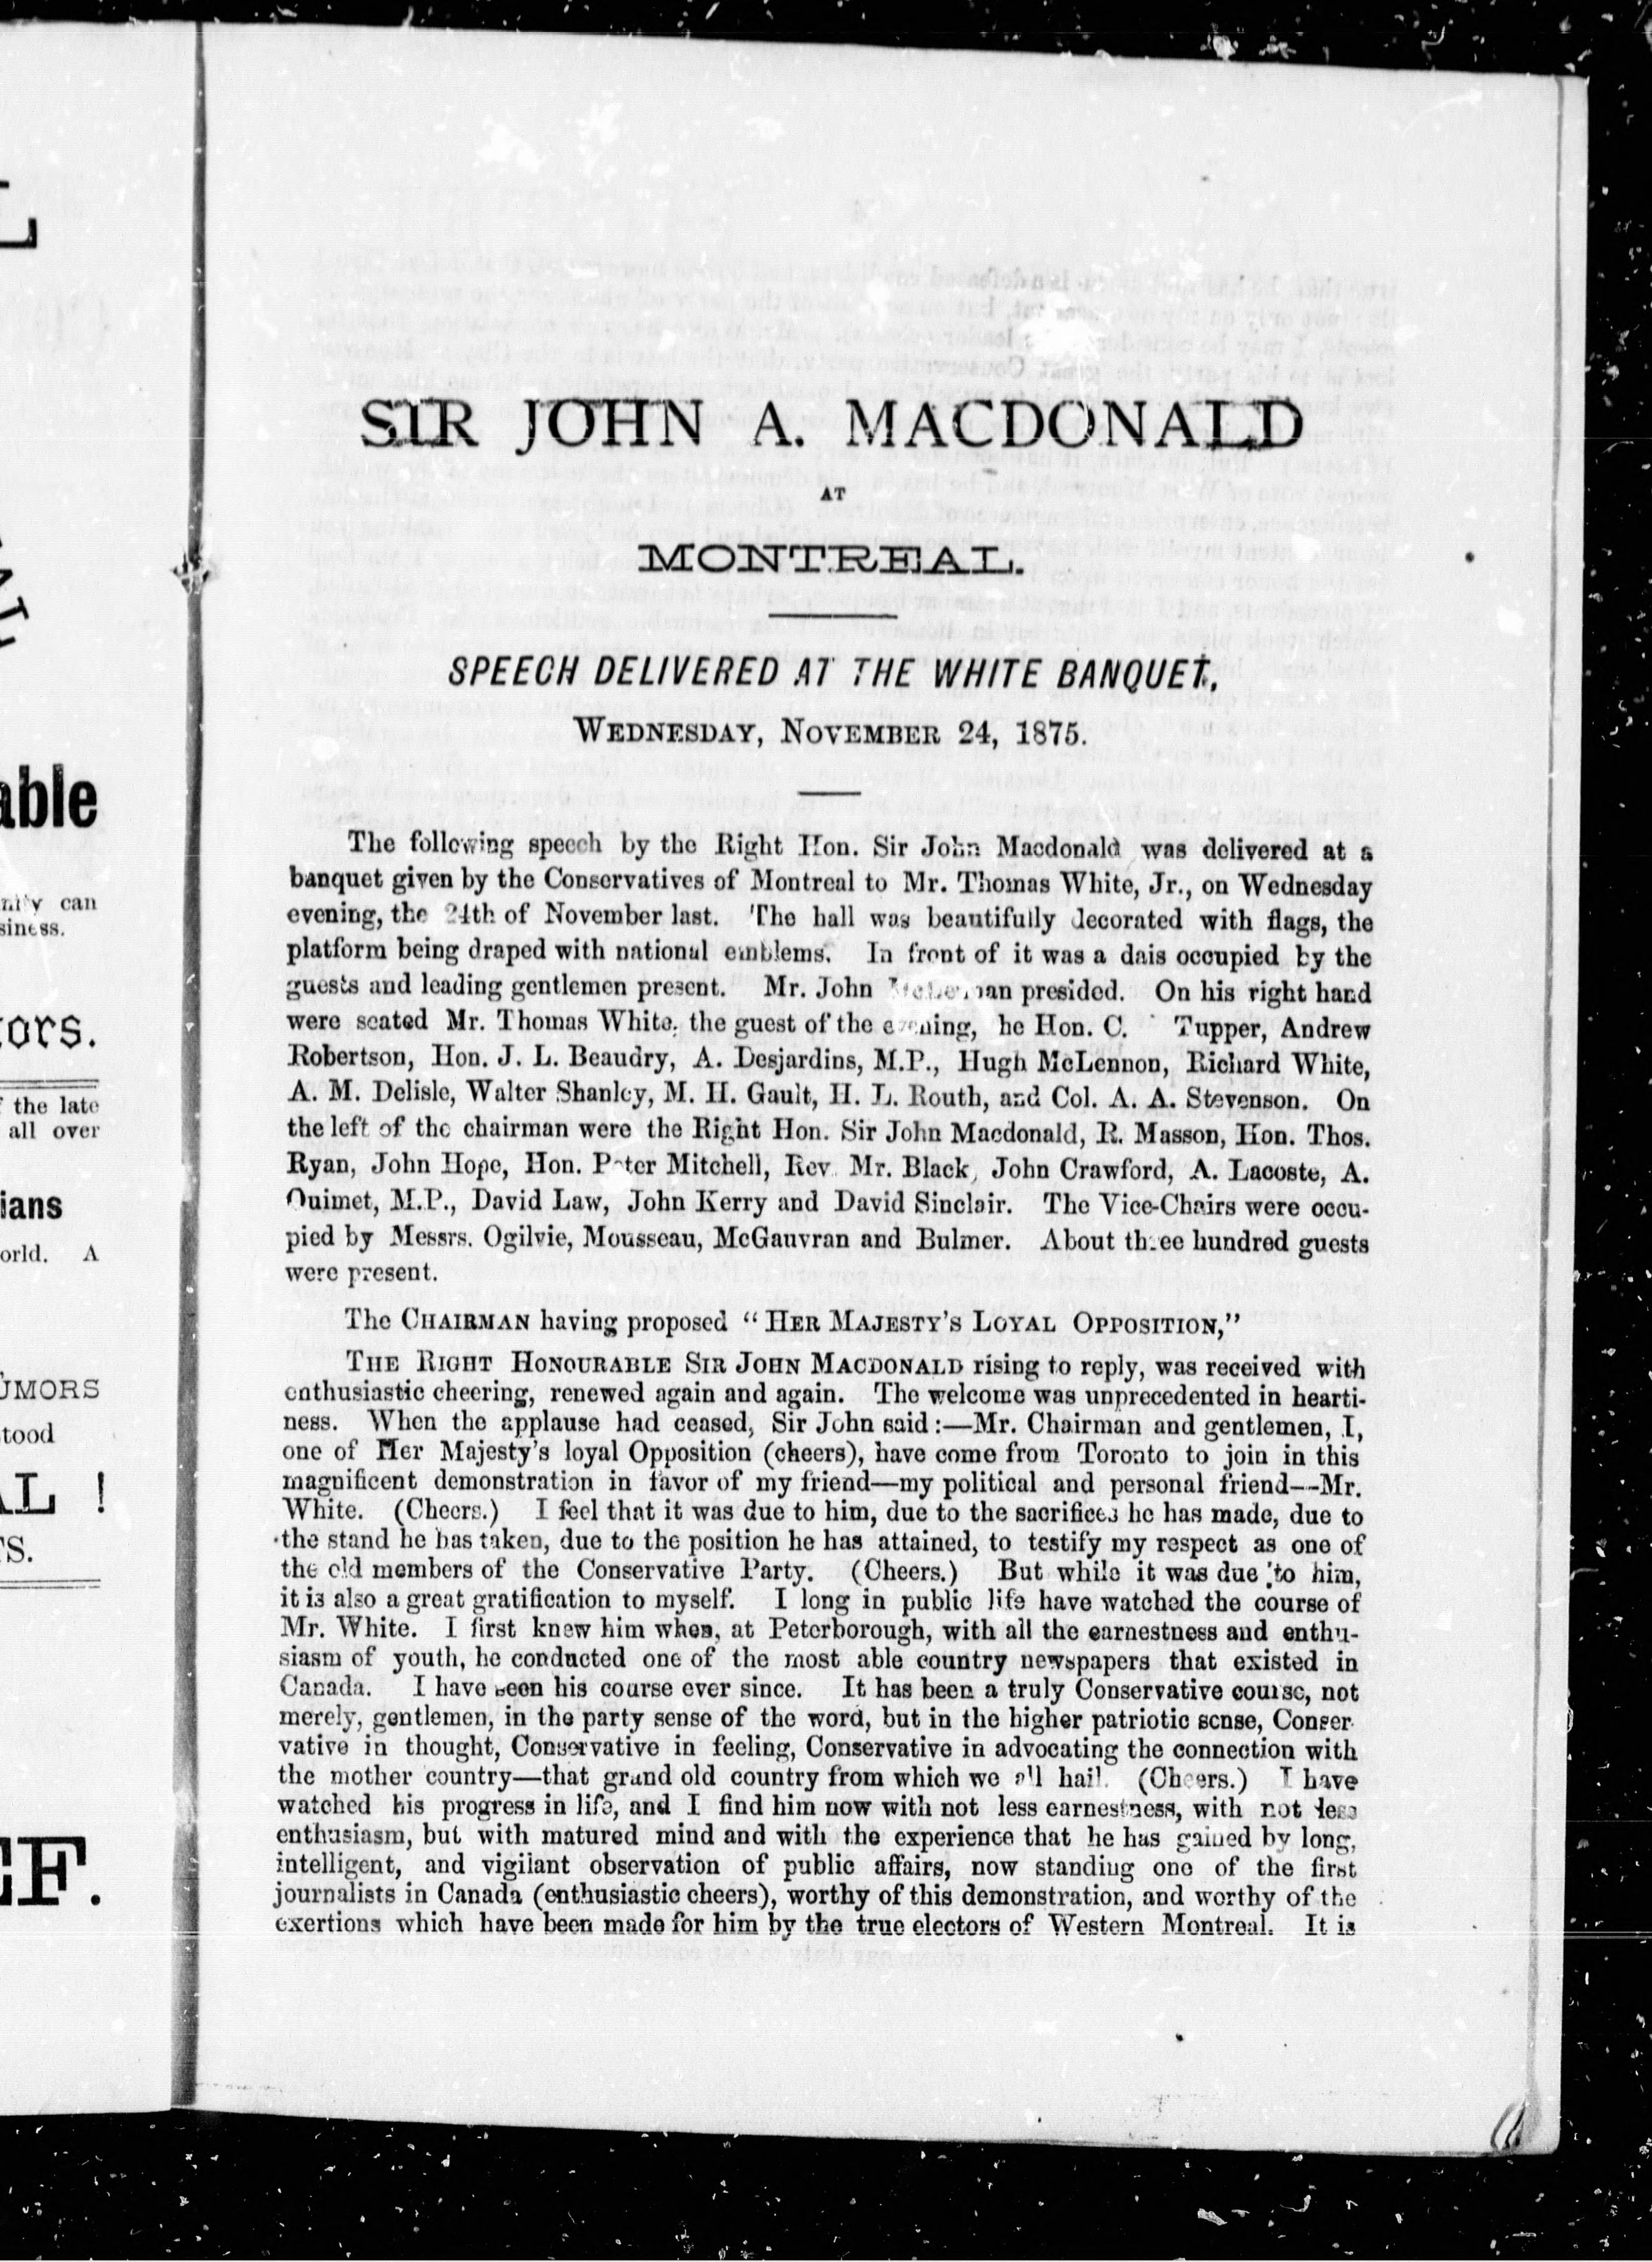 SIR JOHN A. MACDONALD
AT
MONTREAL.
SPEECH DELIVERED AT THE WHITE BANQUET,
WEDNESDAY, NOVEMBER 24, 1875.
The following speech by the Right Hon. Sir John Macdonald was delivered at a
banquet given by the Conservatives of Montreal to Mr. Thomas White, Jr., on Wednesday
evening, the 24th of November last. The hall was beautifully decorated with flags, the
platform being draped with national emblems. In front of it was a dais occupied by the
guests and leading gentlemen present. Mr. John presided. On his right hand
were seated Mr. Thomas White, the guest of the evening, he Hon. C. Tupper, Andrew
Robertson, Hon. J. L. Beaudry, A. Desjardins, M.P., Hugh McLennon, Richard White,
A. M. Delisle, Walter Shanley, M. H. Gault, H. L. Routh, and Col. A. A. Stevenson. On
the left of the chairman were the Right Hon. Sir John Macdonald, R. Masson, Hon. Thos.
Ryan, John Hope, Hon. Peter Mitchell, Rev. Mr. Black, John Crawford, A. Lacoste, A.
Ouimet, M.P., David Law, John Kerry and David Sinclair. The Vice-Chairs were occu-
pied by Messrs. Ogilvie, Mousseau, McGauvran and Bulmer. About three hundred guests
were present.
The CHAIRMAN having proposed "HER MAJESTY'S LOYAL OPPOSITION,"
THE RIGHT HONOURABLE SIR JOHN MACDONALD rising to reply, was received with
enthusiastic cheering, renewed again and again. The welcome was unprecedented in hearti-
ness. When the applause had ceased, Sir John said:—Mr. Chairman and gentlemen, I,
one of Her Majesty's loyal Opposition (cheers), have come from Toronto to join in this
magnificent demonstration in favor of my friend—my political and personal friend—Mr.
White. (Cheers.) I feel that it was due to him, due to the sacrifices he has made, due to
the stand he has taken, due to the position he has attained, to testify my respect as one of
the old members of the Conservative Party. (Cheers.) But while it was due to him,
it is also a great gratification to myself. I long in public life have watched the course of
Mr. White. I first knew him when, at Peterborough, with all the earnestness and enthu-
siasm of youth, he conducted one of the most able country newspapers that existed in
Canada. I have seen his course ever since. It has been a truly Conservative course, not
merely, gentlemen, in the party sense of the word, but in the higher patriotic sense, Conser-
vative in thought, Conservative in feeling, Conservative in advocating the connection with
the mother country—that grand old country from which we all hail. (Cheers.) I have
watched his progress in life, and I find him now with not less earnestness, with not less
enthusiasm, but with matured mind and with the experience that he has gained by long,
intelligent, and vigilant observation of public affairs, now standing one of the first
journalists in Canada (enthusiastic cheers), worthy of this demonstration, and worthy of the
exertions which have been made for him by the true electors of Western Montreal. It is
able
can
siness.
ors.
the late
all over
ians
orld. A
UMORS
tood
AL !
TS.
EF.